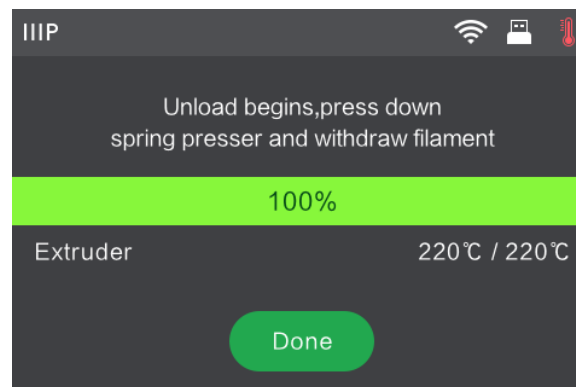 IIIP
Unload begins,press down
spring presser and withdraw filament
100%
Extruder 220℃ / 220℃
Done